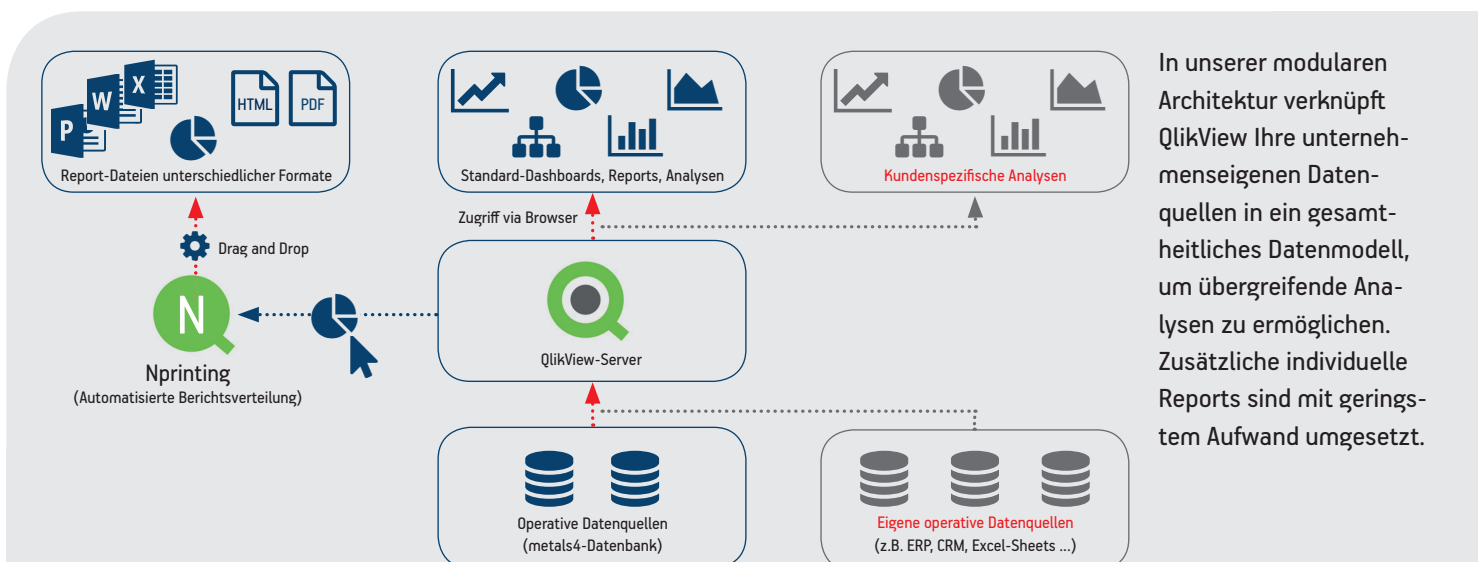 P
W
X
HTML
PDF
Report-Dateien unterschiedlicher Formate
Standard-Dashboards, Reports, Analysen
Kundenspezifische Analysen
Zugriff via Browser
Drag and Drop
N
Nprinting
(Automatisierte Berichtsverteilung)
QlikView-Server
Operative Datenquellen
(metals4-Datenbank)
Eigene operative Datenquellen
(z.B. ERP, CRM, Excel-Sheets ...)
In unserer modularen
Architektur verknüpft
QlikView Ihre unterneh-
menseigenen Daten-
quellen in ein gesamt-
heitliches Datenmodell,
um übergreifende Ana-
lysen zu ermöglichen.
Zusätzliche individuelle
Reports sind mit gerings-
tem Aufwand umgesetzt.